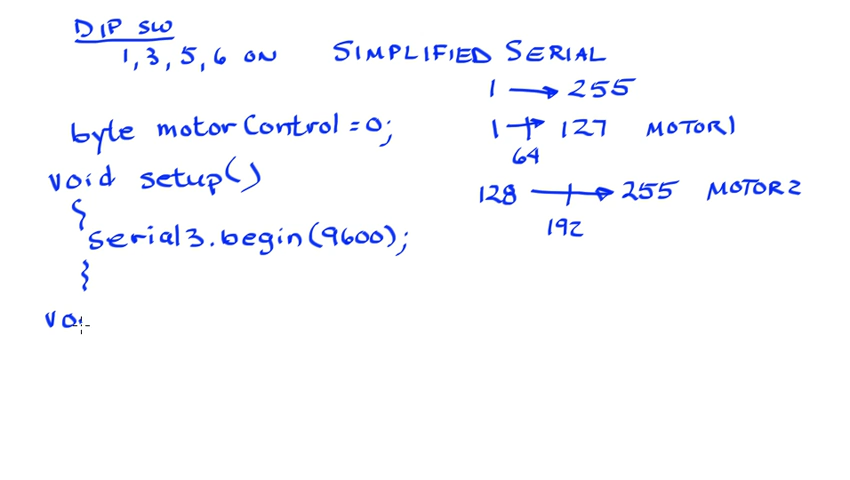 DIP SW
1, 3, 5, 6 ON
SIMPLIFIED SERIAL
1 → 255
1 → 127 MOTOR1
64
128 → 255 MOTOR2
192
byte motorControl = 0;
void setup()
{
serial3.begin(9600);
}
vo